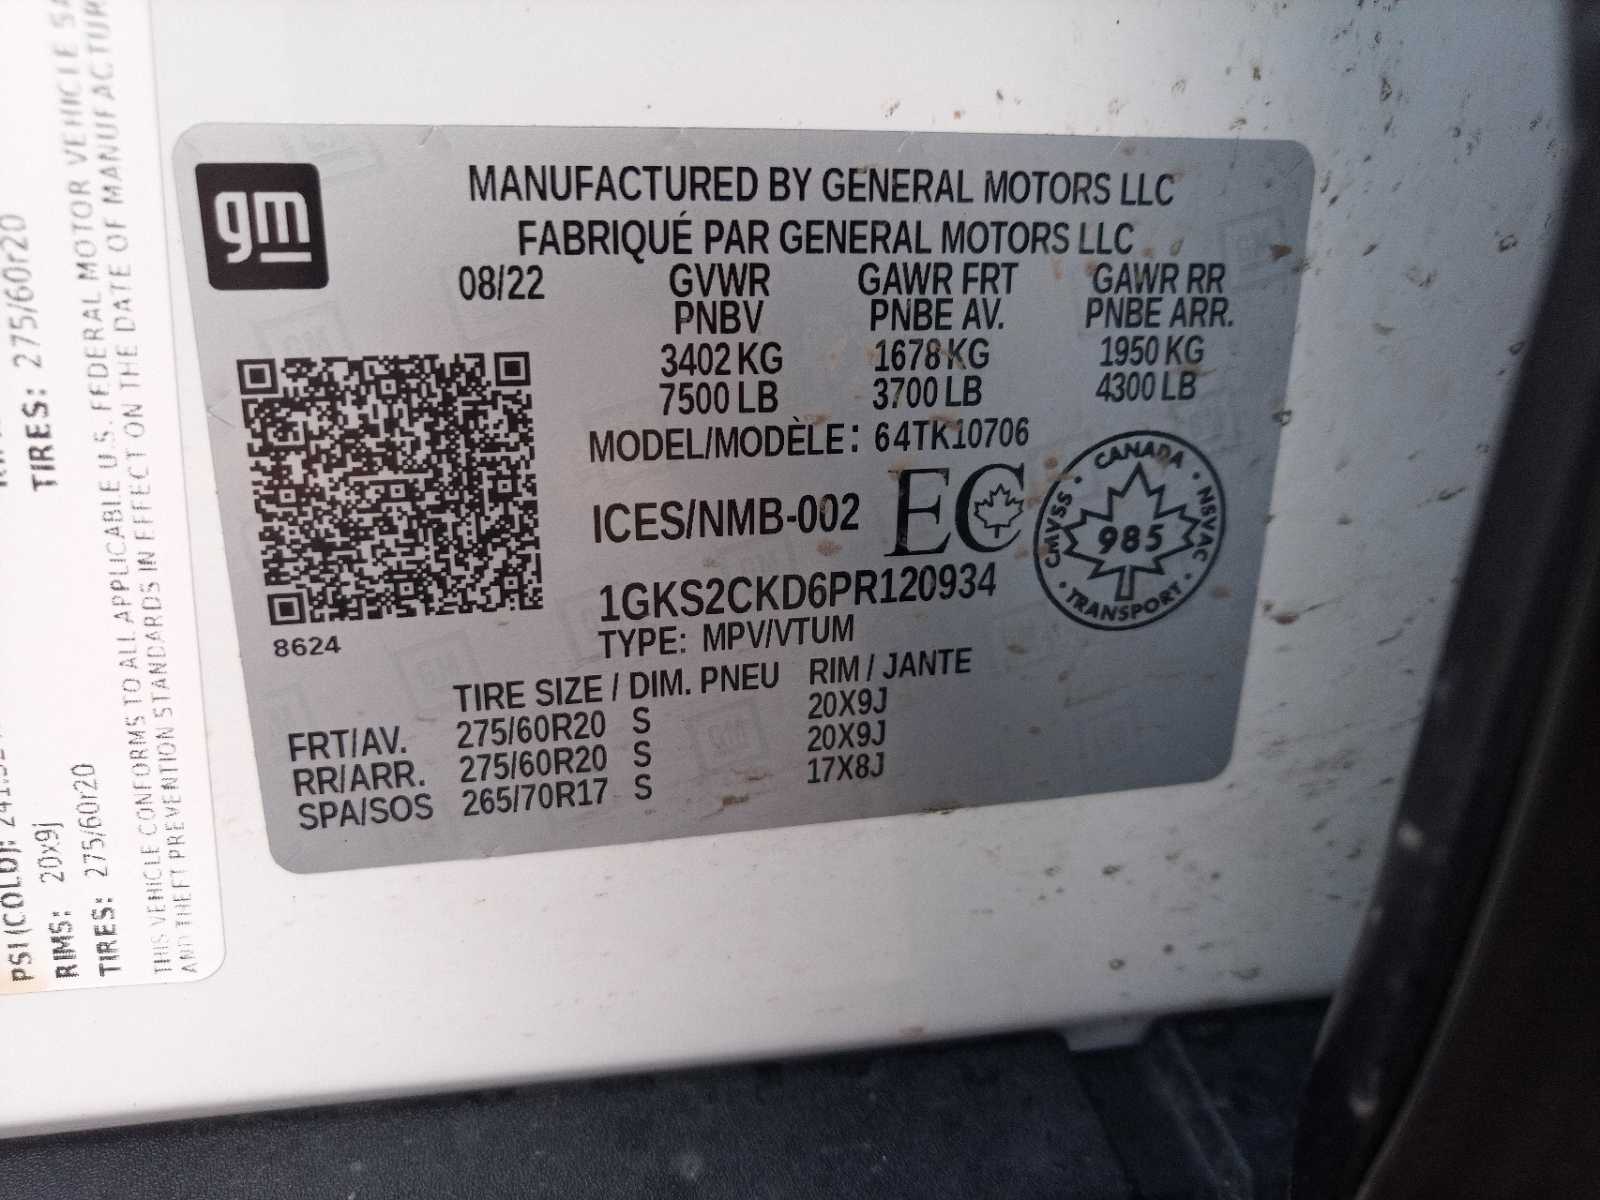 gm
MANUFACTURED BY GENERAL MOTORS LLC
FABRIQUÉ PAR GENERAL MOTORS LLC
08/22 GVWR GAWR FRT GAWR RR
PNBV PNBE AV. PNBE ARR.
3402 KG 1678 KG 1950 KG
7500 LB 3700 LB 4300 LB
MODEL/MODÈLE: 64TK10706
ICES/NMB-002 EC
CANADA
CMVSS 985 NSVAC
TRANSPORT
1GKS2CKD6PR120934
8624
TYPE: MPV/VTUM
TIRE SIZE / DIM. PNEU RIM / JANTE
FRT/AV. 275/60R20 S 20X9J
RR/ARR. 275/60R20 S 20X9J
SPA/SOS 265/70R17 S 17X8J
TIRES: 275/60r20
PSI(COLD):
RIMS: 20x9j
TIRES: 275/60r20
THIS VEHICLE CONFORMS TO ALL APPLICABLE U.S. FEDERAL MOTOR VEHICLE
AND THEFT PREVENTION STANDARDS IN EFFECT ON THE DATE OF